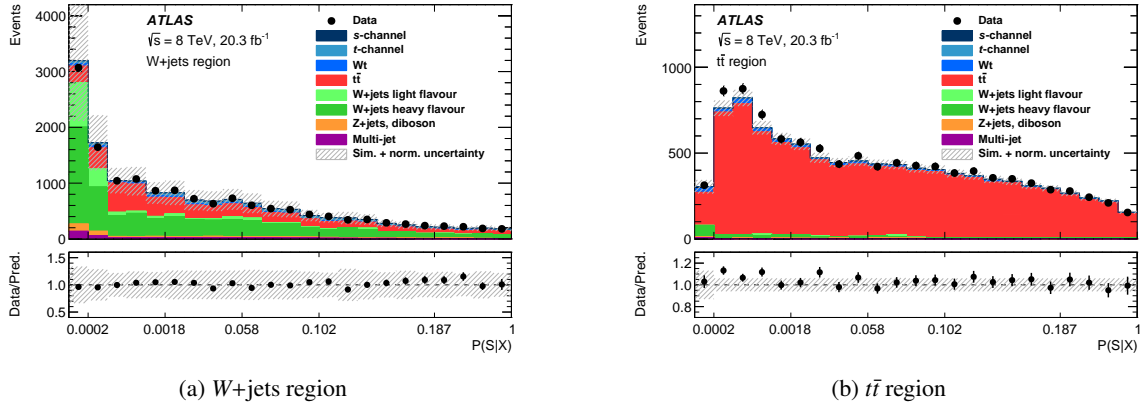 Events
4000
3000
2000
1000
0
ATLAS
√s = 8 TeV, 20.3 fb⁻¹
W+jets region
Data
s-channel
t-channel
Wt
tt̄
W+jets light flavour
W+jets heavy flavour
Z+jets, diboson
Multi-jet
Sim. + norm. uncertainty
Data/Pred.
1.5
1.0
0.5
0.0002 0.0018 0.058 0.102 0.187 1
P(S|X)
(a) W+jets region
Events
1000
500
0
ATLAS
√s = 8 TeV, 20.3 fb⁻¹
tt̄ region
Data
s-channel
t-channel
Wt
tt̄
W+jets light flavour
W+jets heavy flavour
Z+jets, diboson
Multi-jet
Sim. + norm. uncertainty
Data/Pred.
1.2
1.0
0.8
0.0002 0.0018 0.058 0.102 0.187 1
P(S|X)
(b) tt̄ region